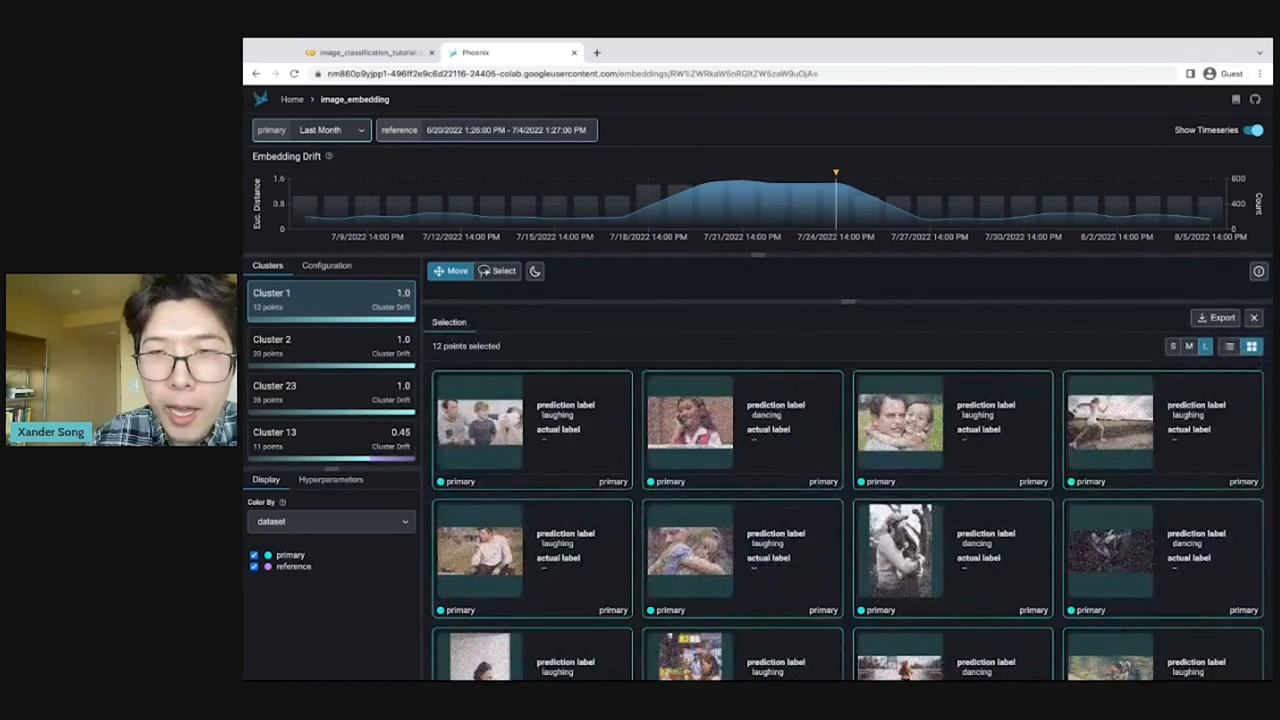 image_classification_tutorial.
Phoenix
Guest
Home > image_embedding
primary Last Month
reference 6/20/2022 1:26:00 PM - 7/4/2022 1:27:00 PM
Show Timeseries
Embedding Drift
Euc. Distance
1.6
0.8
0
800
400
0
Count
7/9/2022 14:00 PM
7/12/2022 14:00 PM
7/15/2022 14:00 PM
7/18/2022 14:00 PM
7/21/2022 14:00 PM
7/24/2022 14:00 PM
7/27/2022 14:00 PM
7/30/2022 14:00 PM
8/2/2022 14:00 PM
8/5/2022 14:00 PM
Clusters
Configuration
Cluster 1 1.0
12 points Cluster Drift
Cluster 2 1.0
20 points Cluster Drift
Cluster 23 1.0
38 points Cluster Drift
Cluster 13 0.45
11 points Cluster Drift
Display
Hyperparameters
Color By
dataset
primary
reference
Move
Select
Selection
Export
12 points selected
S M L
prediction label
laughing
actual label
--
primary primary
prediction label
dancing
actual label
--
primary primary
prediction label
laughing
actual label
--
primary primary
prediction label
laughing
actual label
--
primary primary
prediction label
laughing
actual label
--
primary primary
prediction label
laughing
actual label
--
primary primary
prediction label
dancing
actual label
--
primary primary
prediction label
dancing
actual label
--
primary primary
prediction label
laughing
prediction label
laughing
prediction label
dancing
prediction label
laughing
Xander Song